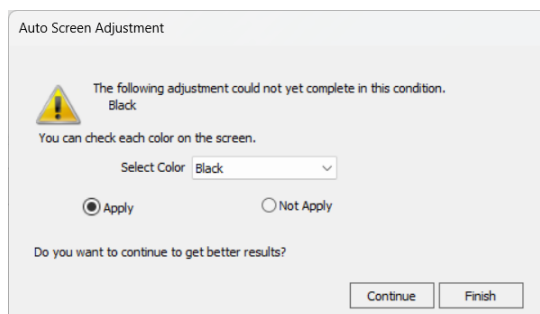 Auto Screen Adjustment
The following adjustment could not yet complete in this condition.
Black
You can check each color on the screen.
Select Color Black
Apply Not Apply
Do you want to continue to get better results?
Continue Finish